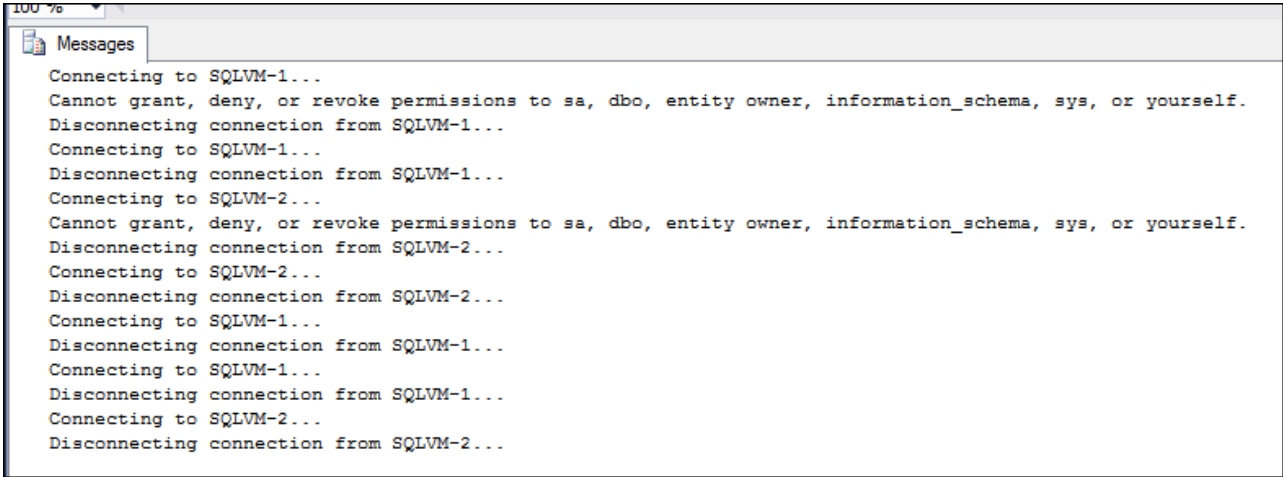 100 %
Messages
Connecting to SQLVM-1...
Cannot grant, deny, or revoke permissions to sa, dbo, entity owner, information_schema, sys, or yourself.
Disconnecting connection from SQLVM-1...
Connecting to SQLVM-1...
Disconnecting connection from SQLVM-1...
Connecting to SQLVM-2...
Cannot grant, deny, or revoke permissions to sa, dbo, entity owner, information_schema, sys, or yourself.
Disconnecting connection from SQLVM-2...
Connecting to SQLVM-2...
Disconnecting connection from SQLVM-2...
Connecting to SQLVM-1...
Disconnecting connection from SQLVM-1...
Connecting to SQLVM-1...
Disconnecting connection from SQLVM-1...
Connecting to SQLVM-2...
Disconnecting connection from SQLVM-2...